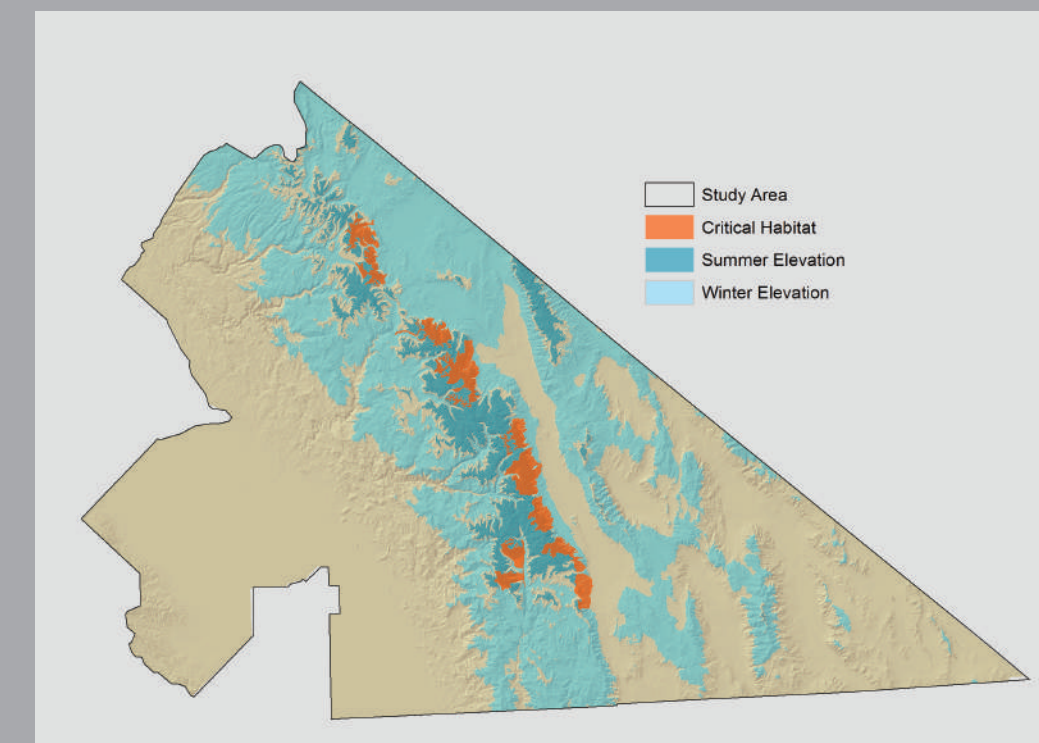 Study Area
Critical Habitat
Summer Elevation
Winter Elevation